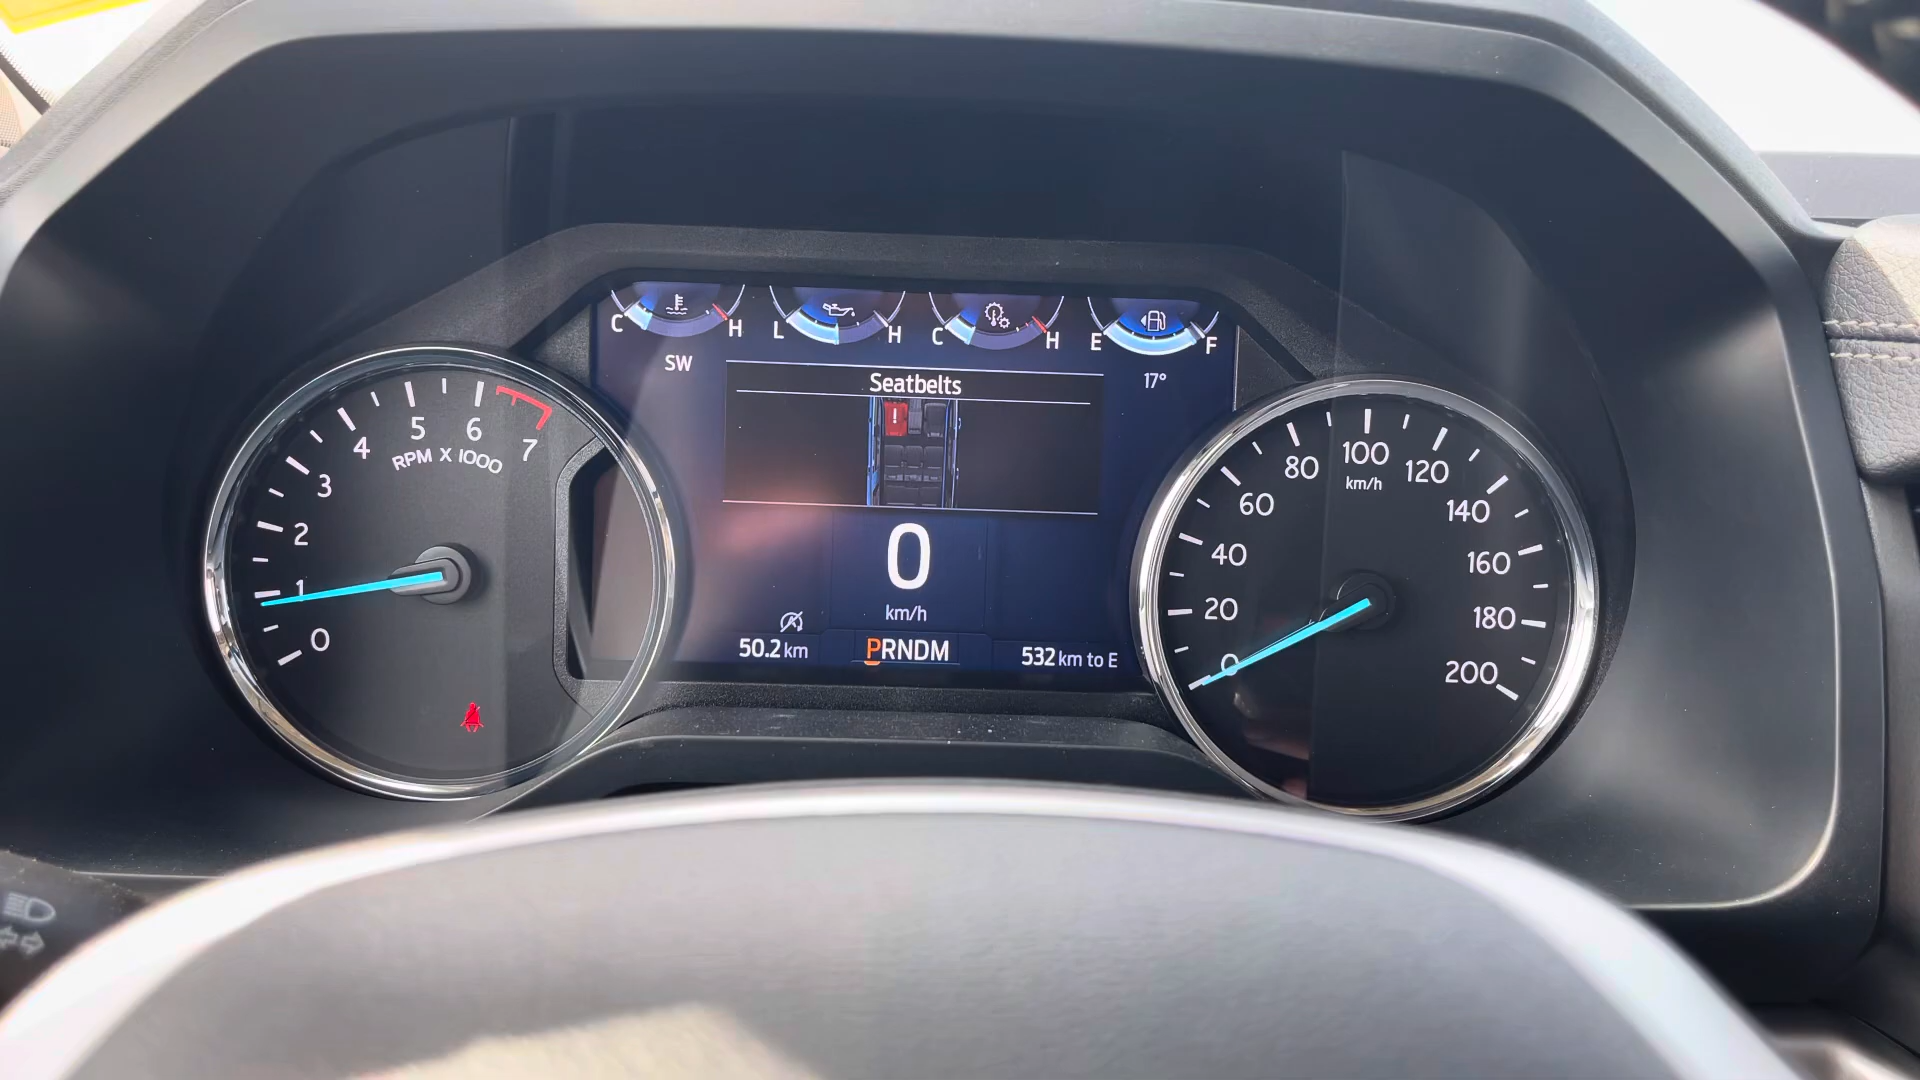 C H L H C H E F
SW
17°
Seatbelts
!
0
km/h
50.2 km
PRNDM
532 km to E
0 1 2 3 4 5 6 7
RPM X 1000
0 20 40 60 80 100 120 140 160 180 200
km/h